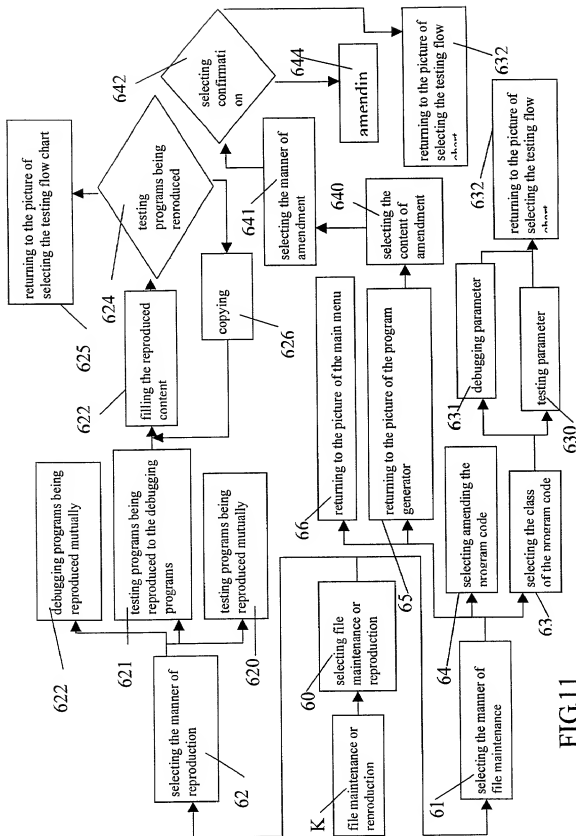 debugging programs being
reproduced mutually
622
testing programs being
reproduced to the debugging
programs
621
testing programs being
reproduced mutually
620
selecting the manner of
reproduction
62
filling the reproduced
content
622
testing
programs being
reproduced
624
returning to the picture of
selecting the testing flow chart
625
copying
626
K
file maintenance or
reproduction
60
selecting file
maintenance or
reproduction
61
selecting the manner of
file maintenance
66
returning to the picture of the main menu
65
returning to the picture of the program
generator
64
selecting amending the
program code
63
selecting the class
of the program code
640
selecting the
content of
amendment
641
selecting the manner of
amendment
642
selecting
confirmati
on
644
amendin
returning to the picture of
selecting the testing flow
chart
632
631
debugging parameter
testing parameter
630
632
returning to the picture of
selecting the testing flow
chart
FIG11